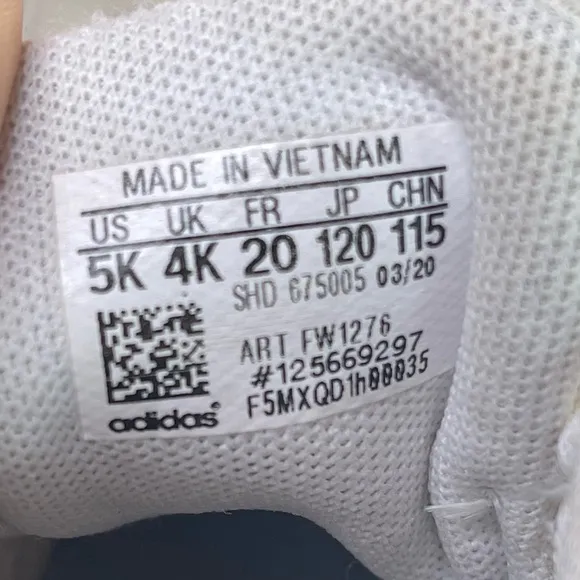 MADE IN VIETNAM
US UK FR JP CHN
5K 4K 20 120 115
SHD 675005 03/20
ART FW1276
#125669297
F5MXQD1h00035
adidas